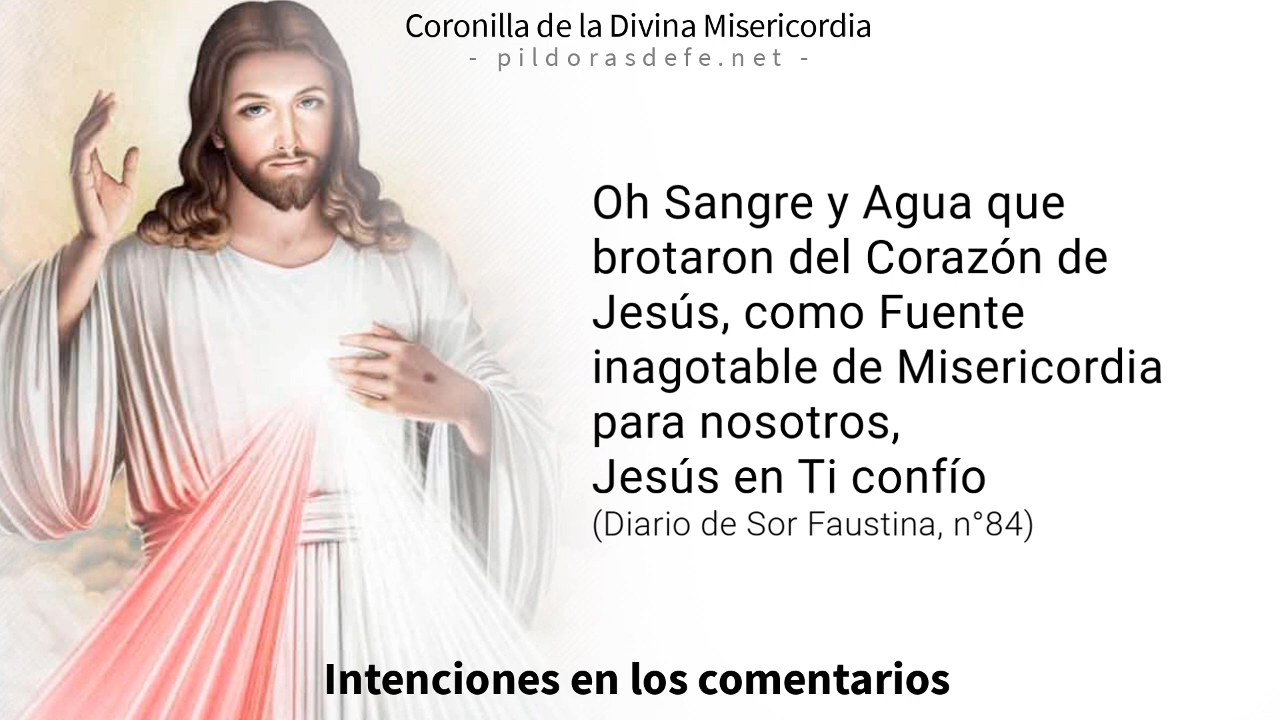 Coronilla de la Divina Misericordia
- pildorasdefe.net -
Oh Sangre y Agua que
brotaron del Corazón de
Jesús, como Fuente
inagotable de Misericordia
para nosotros,
Jesús en Ti confío
(Diario de Sor Faustina, n°84)
Intenciones en los comentarios